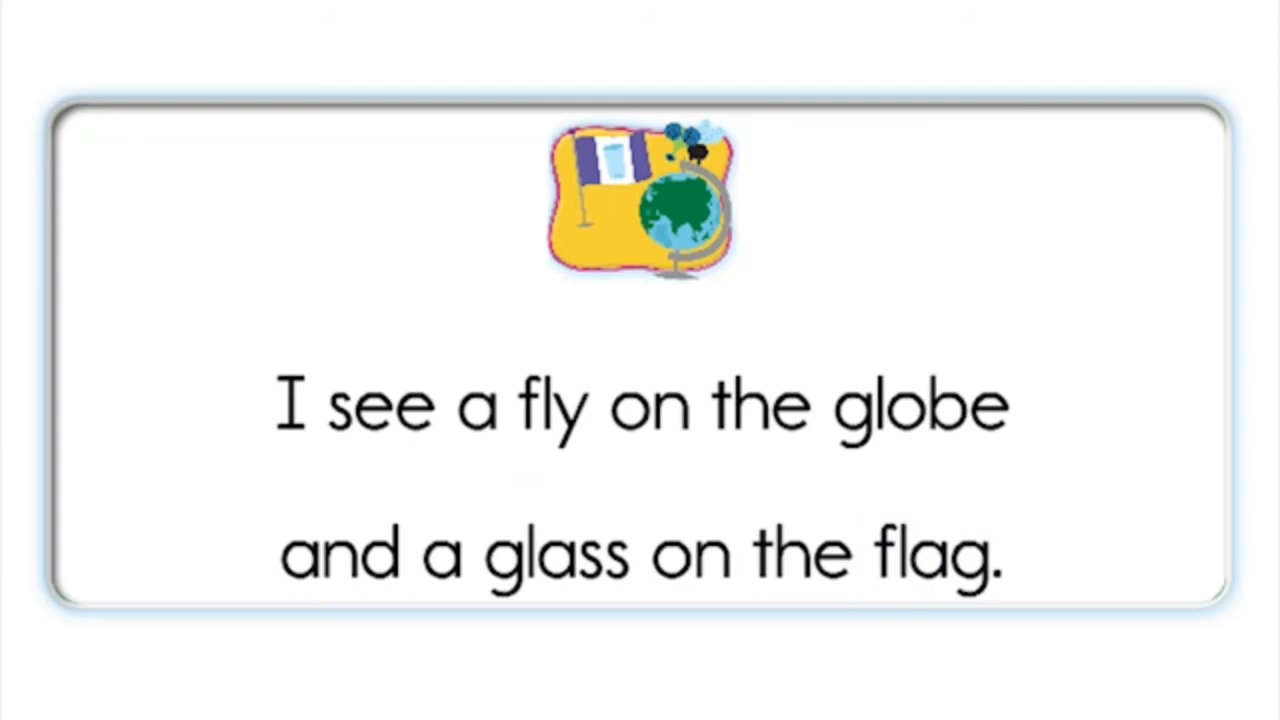 I see a fly on the globe
and a glass on the flag.